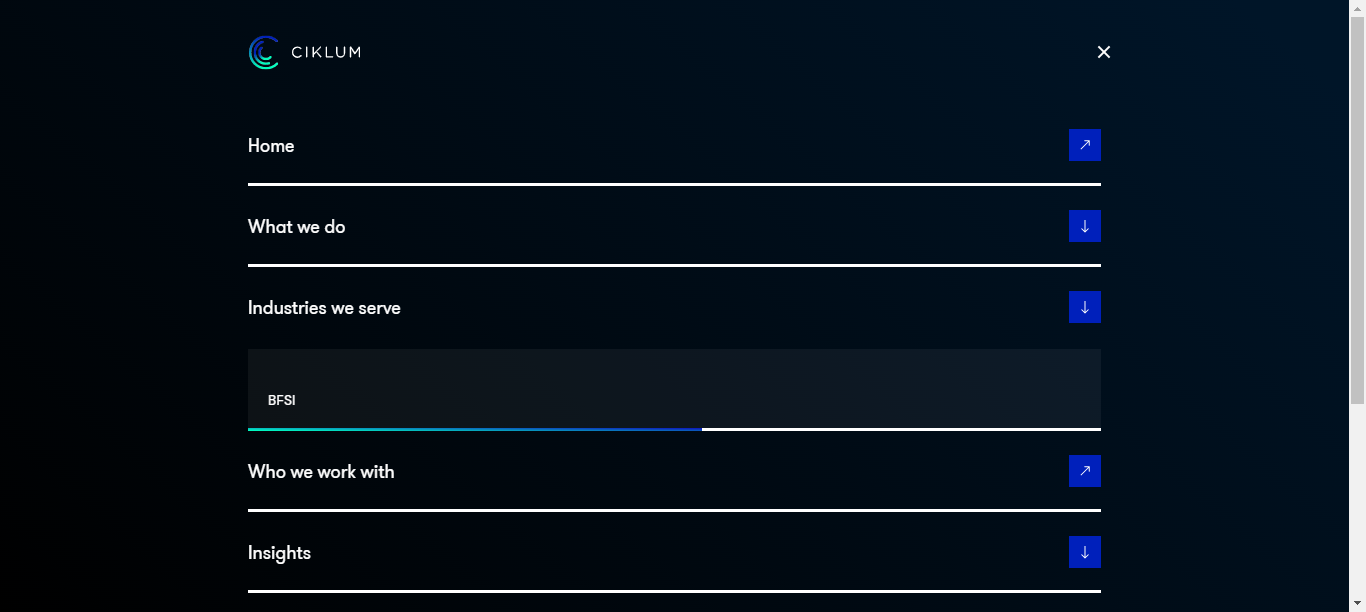 CIKLUM
Home
What we do
Industries we serve
BFSI
Who we work with
Insights